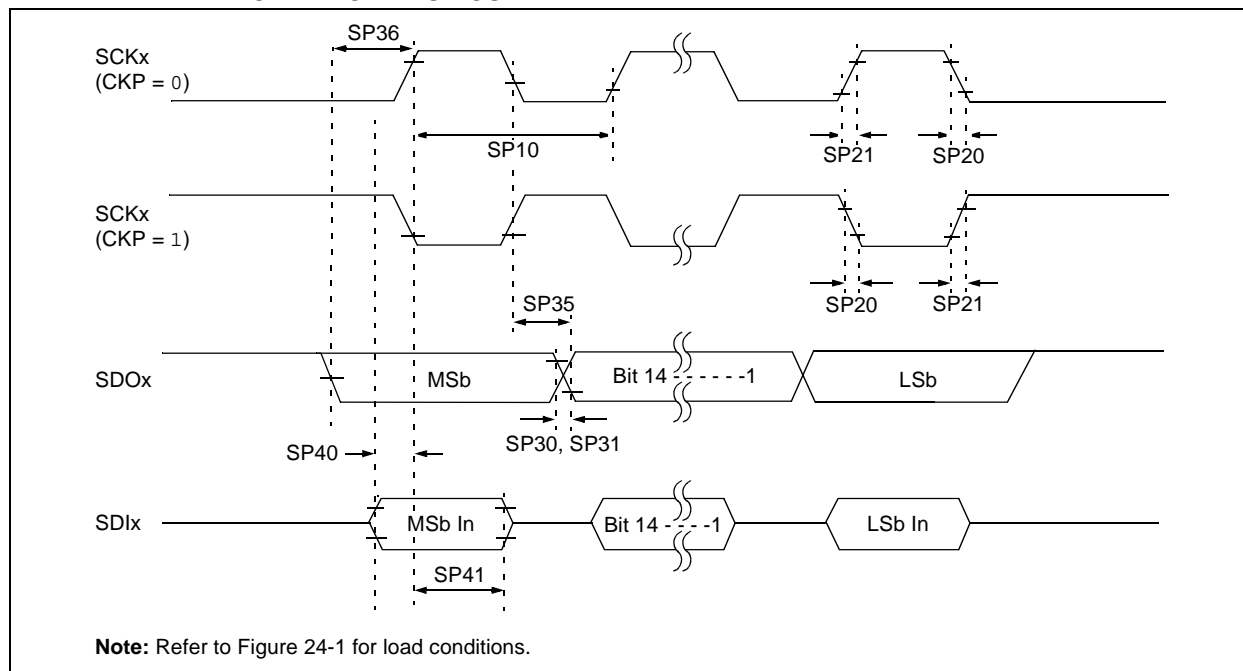 SP36
SCKx
(CKP = 0)
SP10
SP21
SP20
SCKx
(CKP = 1)
SP35
SP20
SP21
SDOx
MSb
Bit 14 - - - - - -1
LSb
SP30, SP31
SP40
SDIx
MSb In
Bit 14 - - - -1
LSb In
SP41
Note: Refer to Figure 24-1 for load conditions.